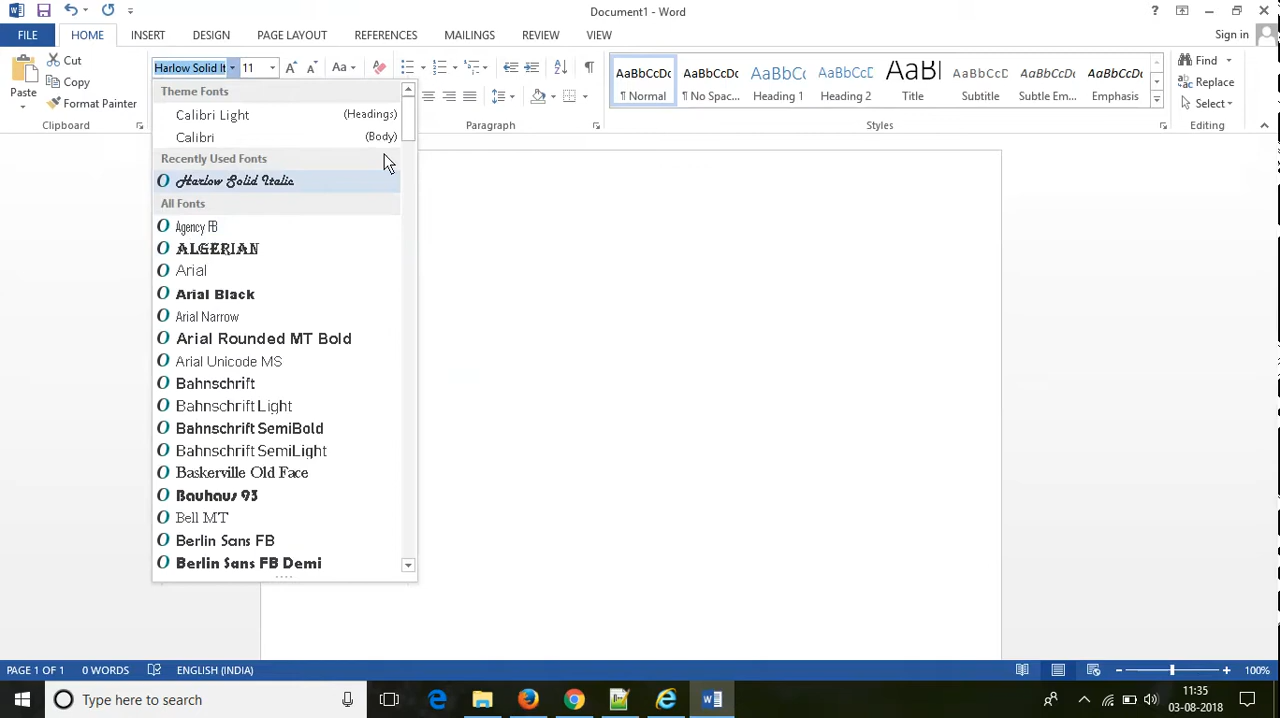 Document1 - Word
Sign in
FILE HOME INSERT DESIGN PAGE LAYOUT REFERENCES MAILINGS REVIEW VIEW
Paste
Cut
Copy
Format Painter
Clipboard
Harlow Solid It 11 Aa
Paragraph
AaBbCcDc AaBbCcDc AaBbCc AaBbCcD AaBI AaBbCcD AaBbCcDc AaBbCcDc
¶ Normal ¶ No Spac... Heading 1 Heading 2 Title Subtitle Subtle Em... Emphasis
Styles
Find
Replace
Select
Editing
Theme Fonts
Calibri Light (Headings)
Calibri (Body)
Recently Used Fonts
O Harlow Solid Italic
All Fonts
O Agency FB
O ALGERIAN
O Arial
O Arial Black
O Arial Narrow
O Arial Rounded MT Bold
O Arial Unicode MS
O Bahnschrift
O Bahnschrift Light
O Bahnschrift SemiBold
O Bahnschrift SemiLight
O Baskerville Old Face
O Bauhaus 93
O Bell MT
O Berlin Sans FB
O Berlin Sans FB Demi
PAGE 1 OF 1 0 WORDS ENGLISH (INDIA) 100%
Type here to search
11:35
03-08-2018